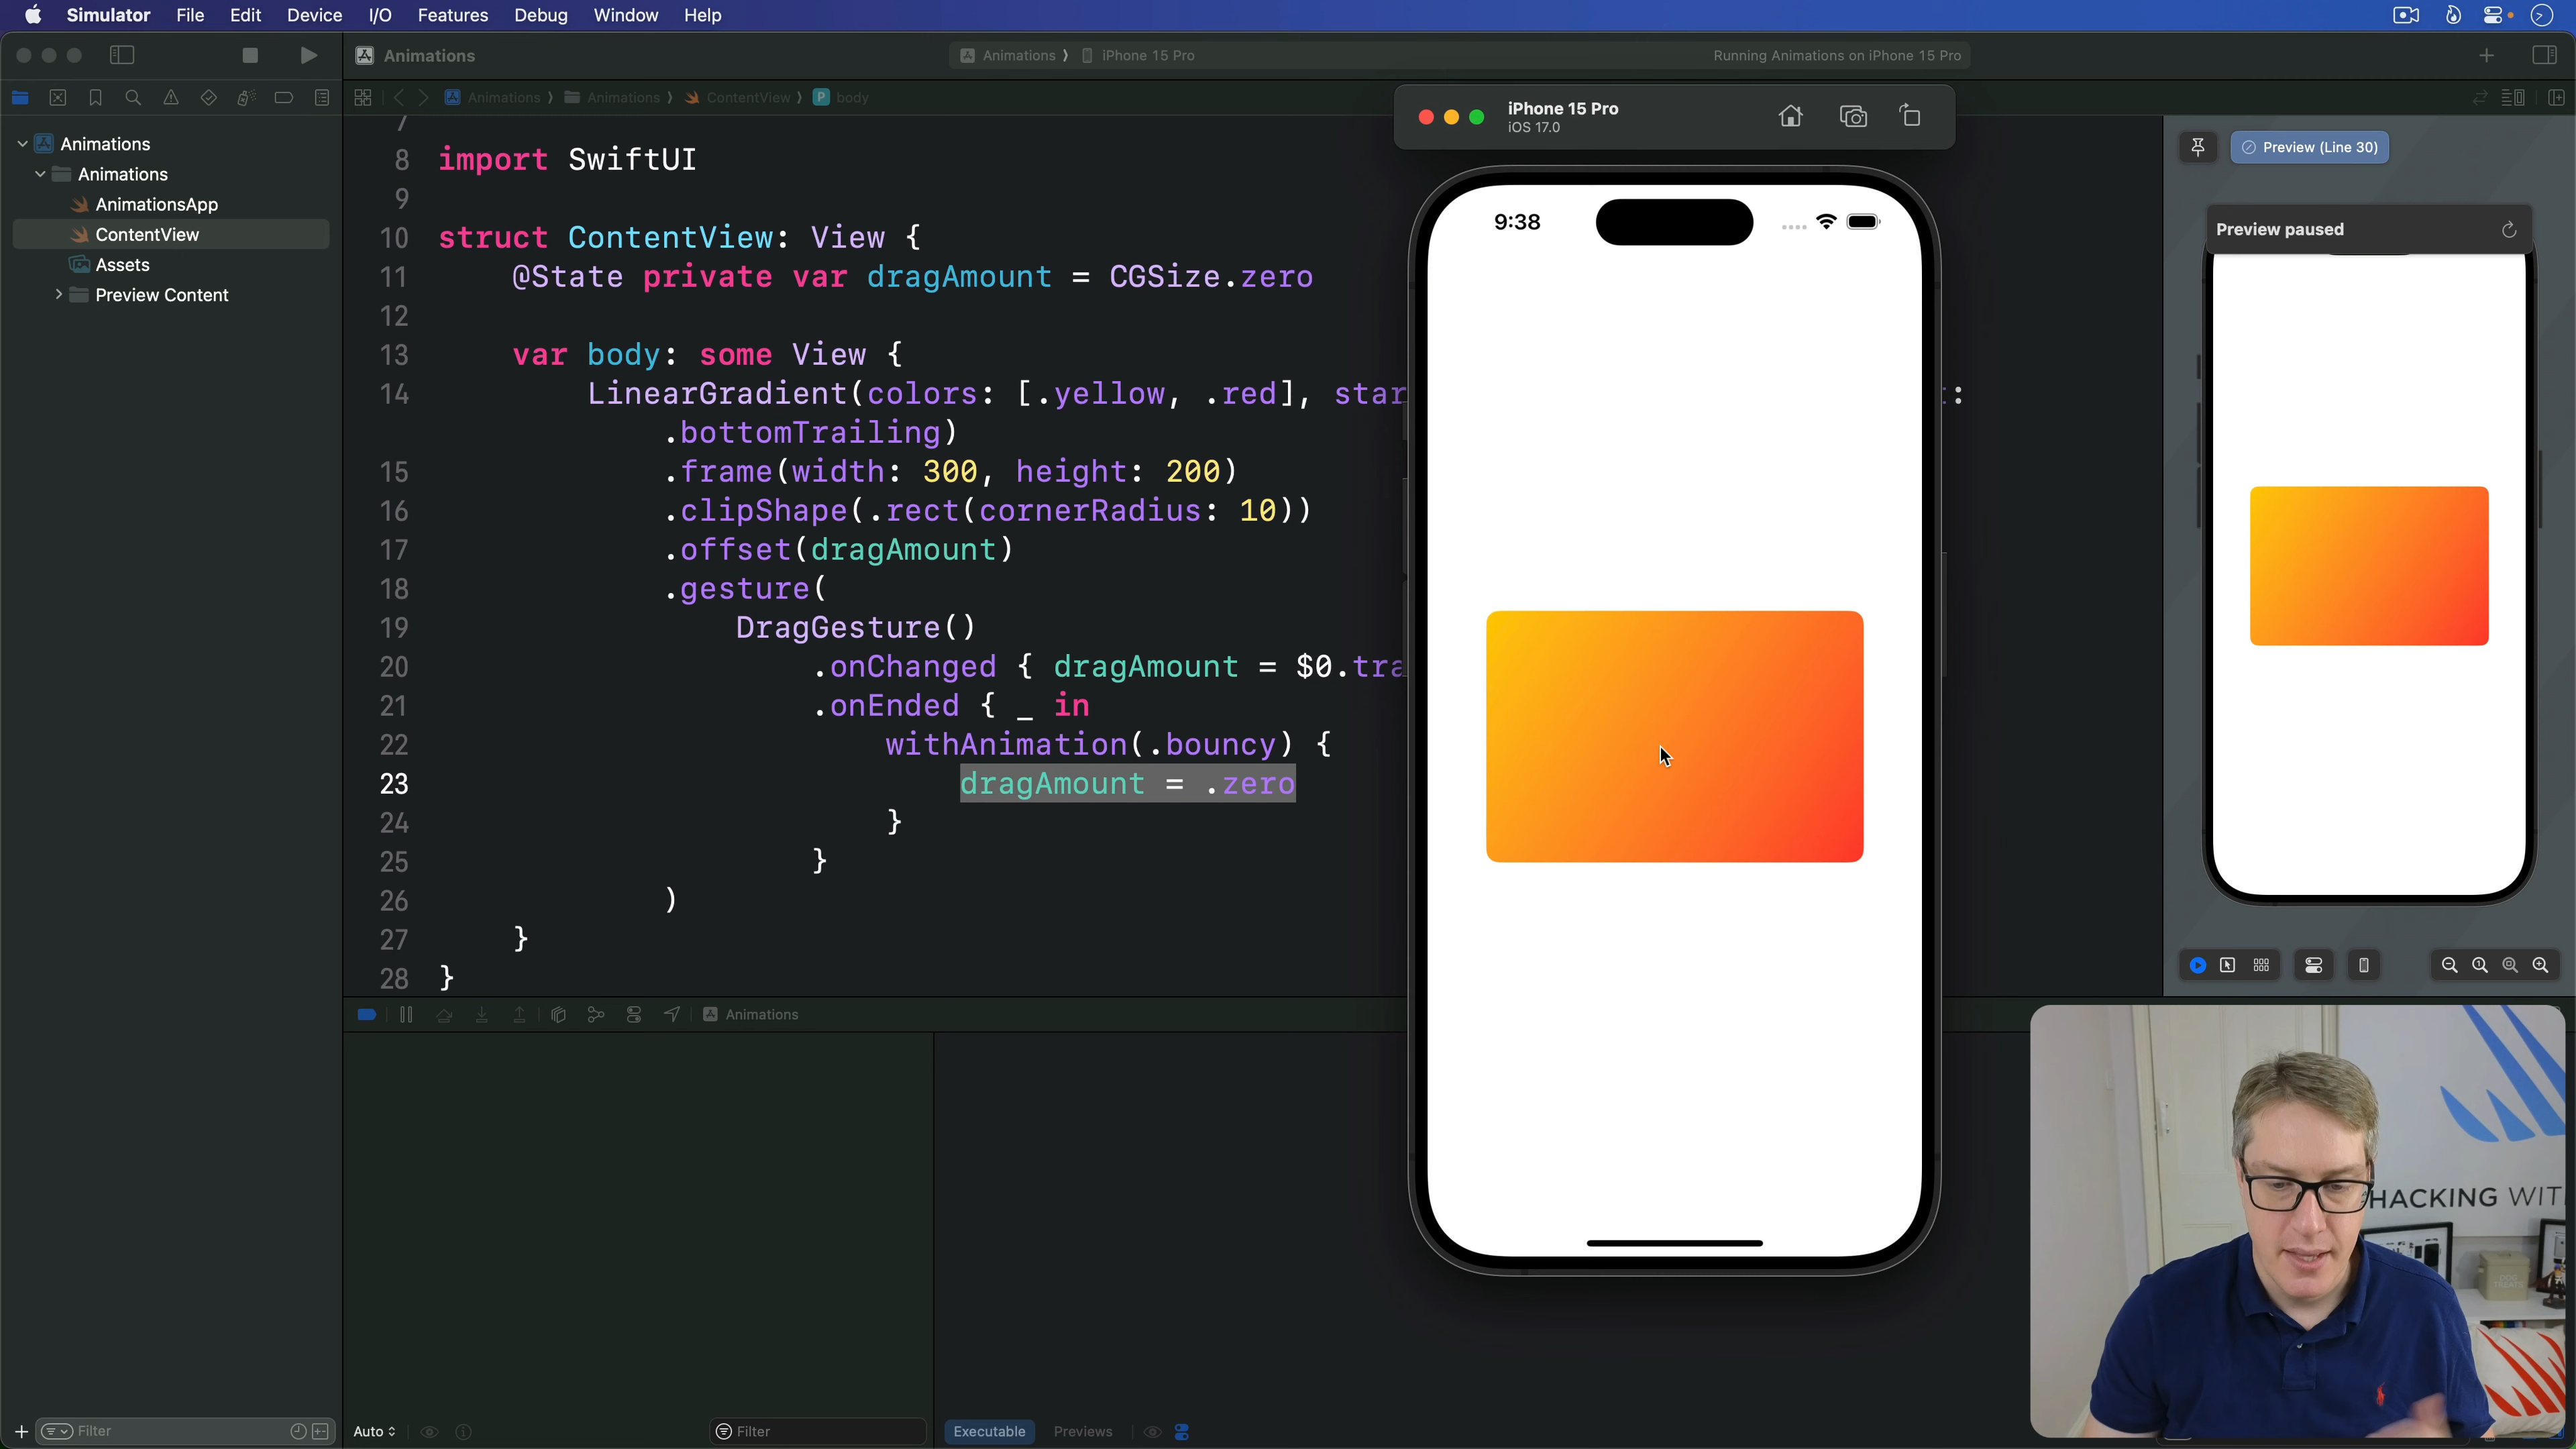 Simulator File Edit Device I/O Features Debug Window Help
Animations
Animations ⟩ iPhone 15 Pro
Running Animations on iPhone 15 Pro
Animations ⟩ Animations ⟩ ContentView ⟩ P body
iPhone 15 Pro
iOS 17.0
Animations
Animations
AnimationsApp
ContentView
Assets
Preview Content
7
8 import SwiftUI
9
10 struct ContentView: View {
11 @State private var dragAmount = CGSize.zero
12
13 var body: some View {
14 LinearGradient(colors: [.yellow, .red], star :
.bottomTrailing)
15 .frame(width: 300, height: 200)
16 .clipShape(.rect(cornerRadius: 10))
17 .offset(dragAmount)
18 .gesture(
19 DragGesture()
20 .onChanged { dragAmount = $0.tra
21 .onEnded { _ in
22 withAnimation(.bouncy) {
23 dragAmount = .zero
24 }
25 }
26 )
27 }
28 }
9:38
Preview (Line 30)
Preview paused
Animations
HACKING WIT
Filter
Auto
Filter
Executable Previews